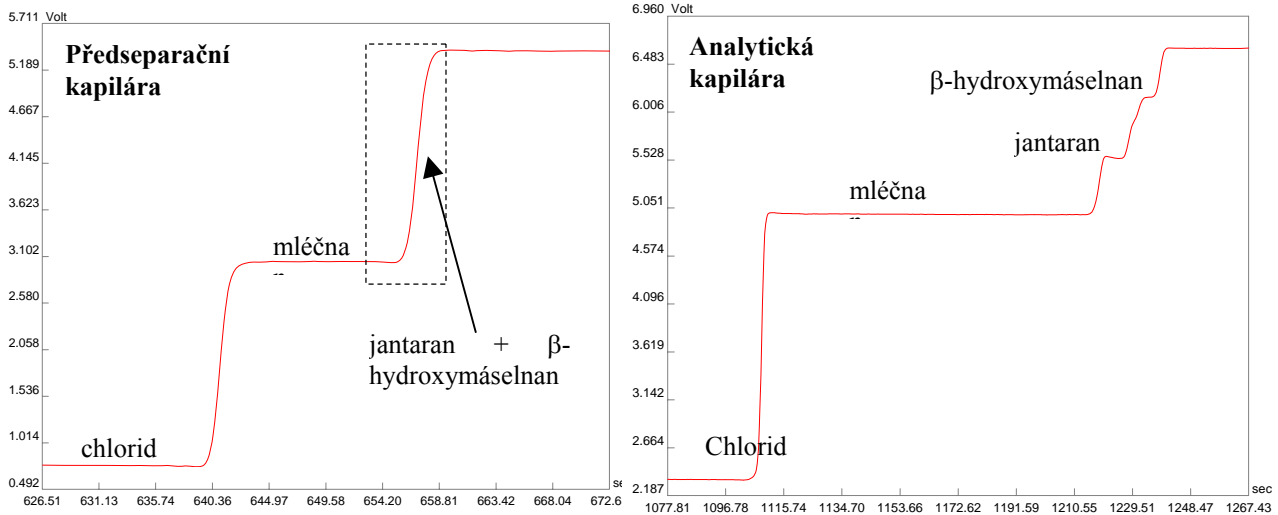 5.711 Volt
5.189
4.667
4.145
3.623
3.102
2.580
2.058
1.536
1.014
0.492
Předseparační
kapilára
mléčna
chlorid
jantaran + β-
hydroxymáselnan
626.51 631.13 635.74 640.36 644.97 649.58 654.20 658.81 663.42 668.04 672.6
6.960 Volt
6.483
6.006
5.528
5.051
4.574
4.096
3.619
3.142
2.664
2.187
Analytická
kapilára
β-hydroxymáselnan
jantaran
mléčna
Chlorid
sec
1077.81 1096.78 1115.74 1134.70 1153.66 1172.62 1191.59 1210.55 1229.51 1248.47 1267.43